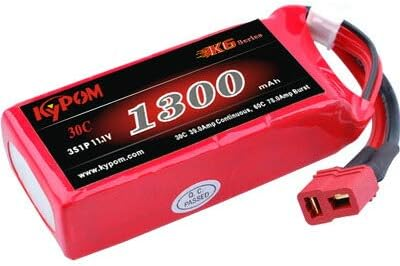 KYPOM
K6 Series
30C
1300 mAh
3S1P 11.1V
30C 39.0Amp Continuous, 60C 78.0Amp Burst
www.kypom.com
Q.C
PASSED